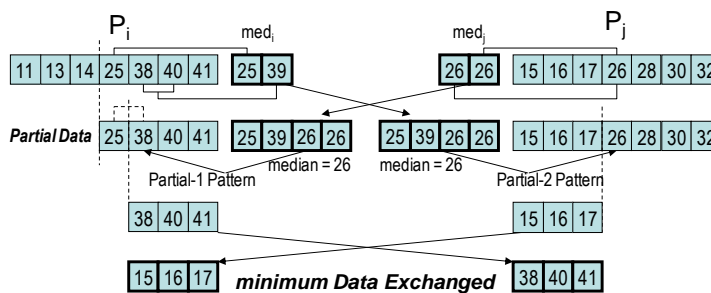 Pi medi medj Pj
11 13 14 25 38 40 41 25 39 26 26 15 16 17 26 28 30 32
Partial Data 25 38 40 41 25 39 26 26 25 39 26 26 15 16 17 26 28 30 32
median = 26 median = 26
Partial-1 Pattern Partial-2 Pattern
38 40 41 15 16 17
15 16 17 minimum Data Exchanged 38 40 41